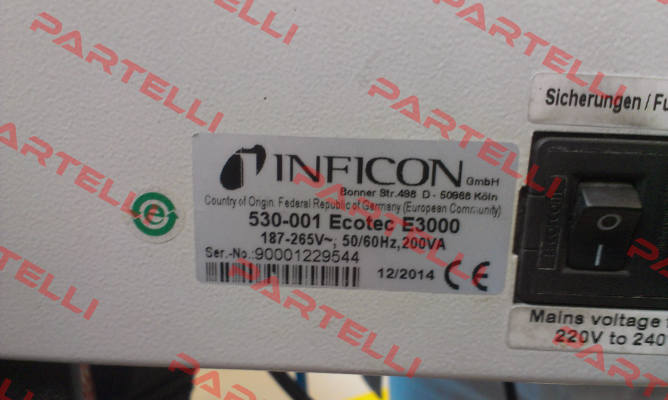 Sicherungen / Fu
INFICON GmbH
Bonner Str.498 D - 50968 Köln
Country of Origin: Federal Republic of Germany (European Community)
530-001 Ecotec E3000
187-265V~, 50/60Hz,200VA
Ser.-No.:90001229544
12/2014 CE
Mains voltage
220V to 240
PARTELLI
PARTELLI
PARTELLI
PARTELLI
PARTELLI
PARTELLI
PARTELLI